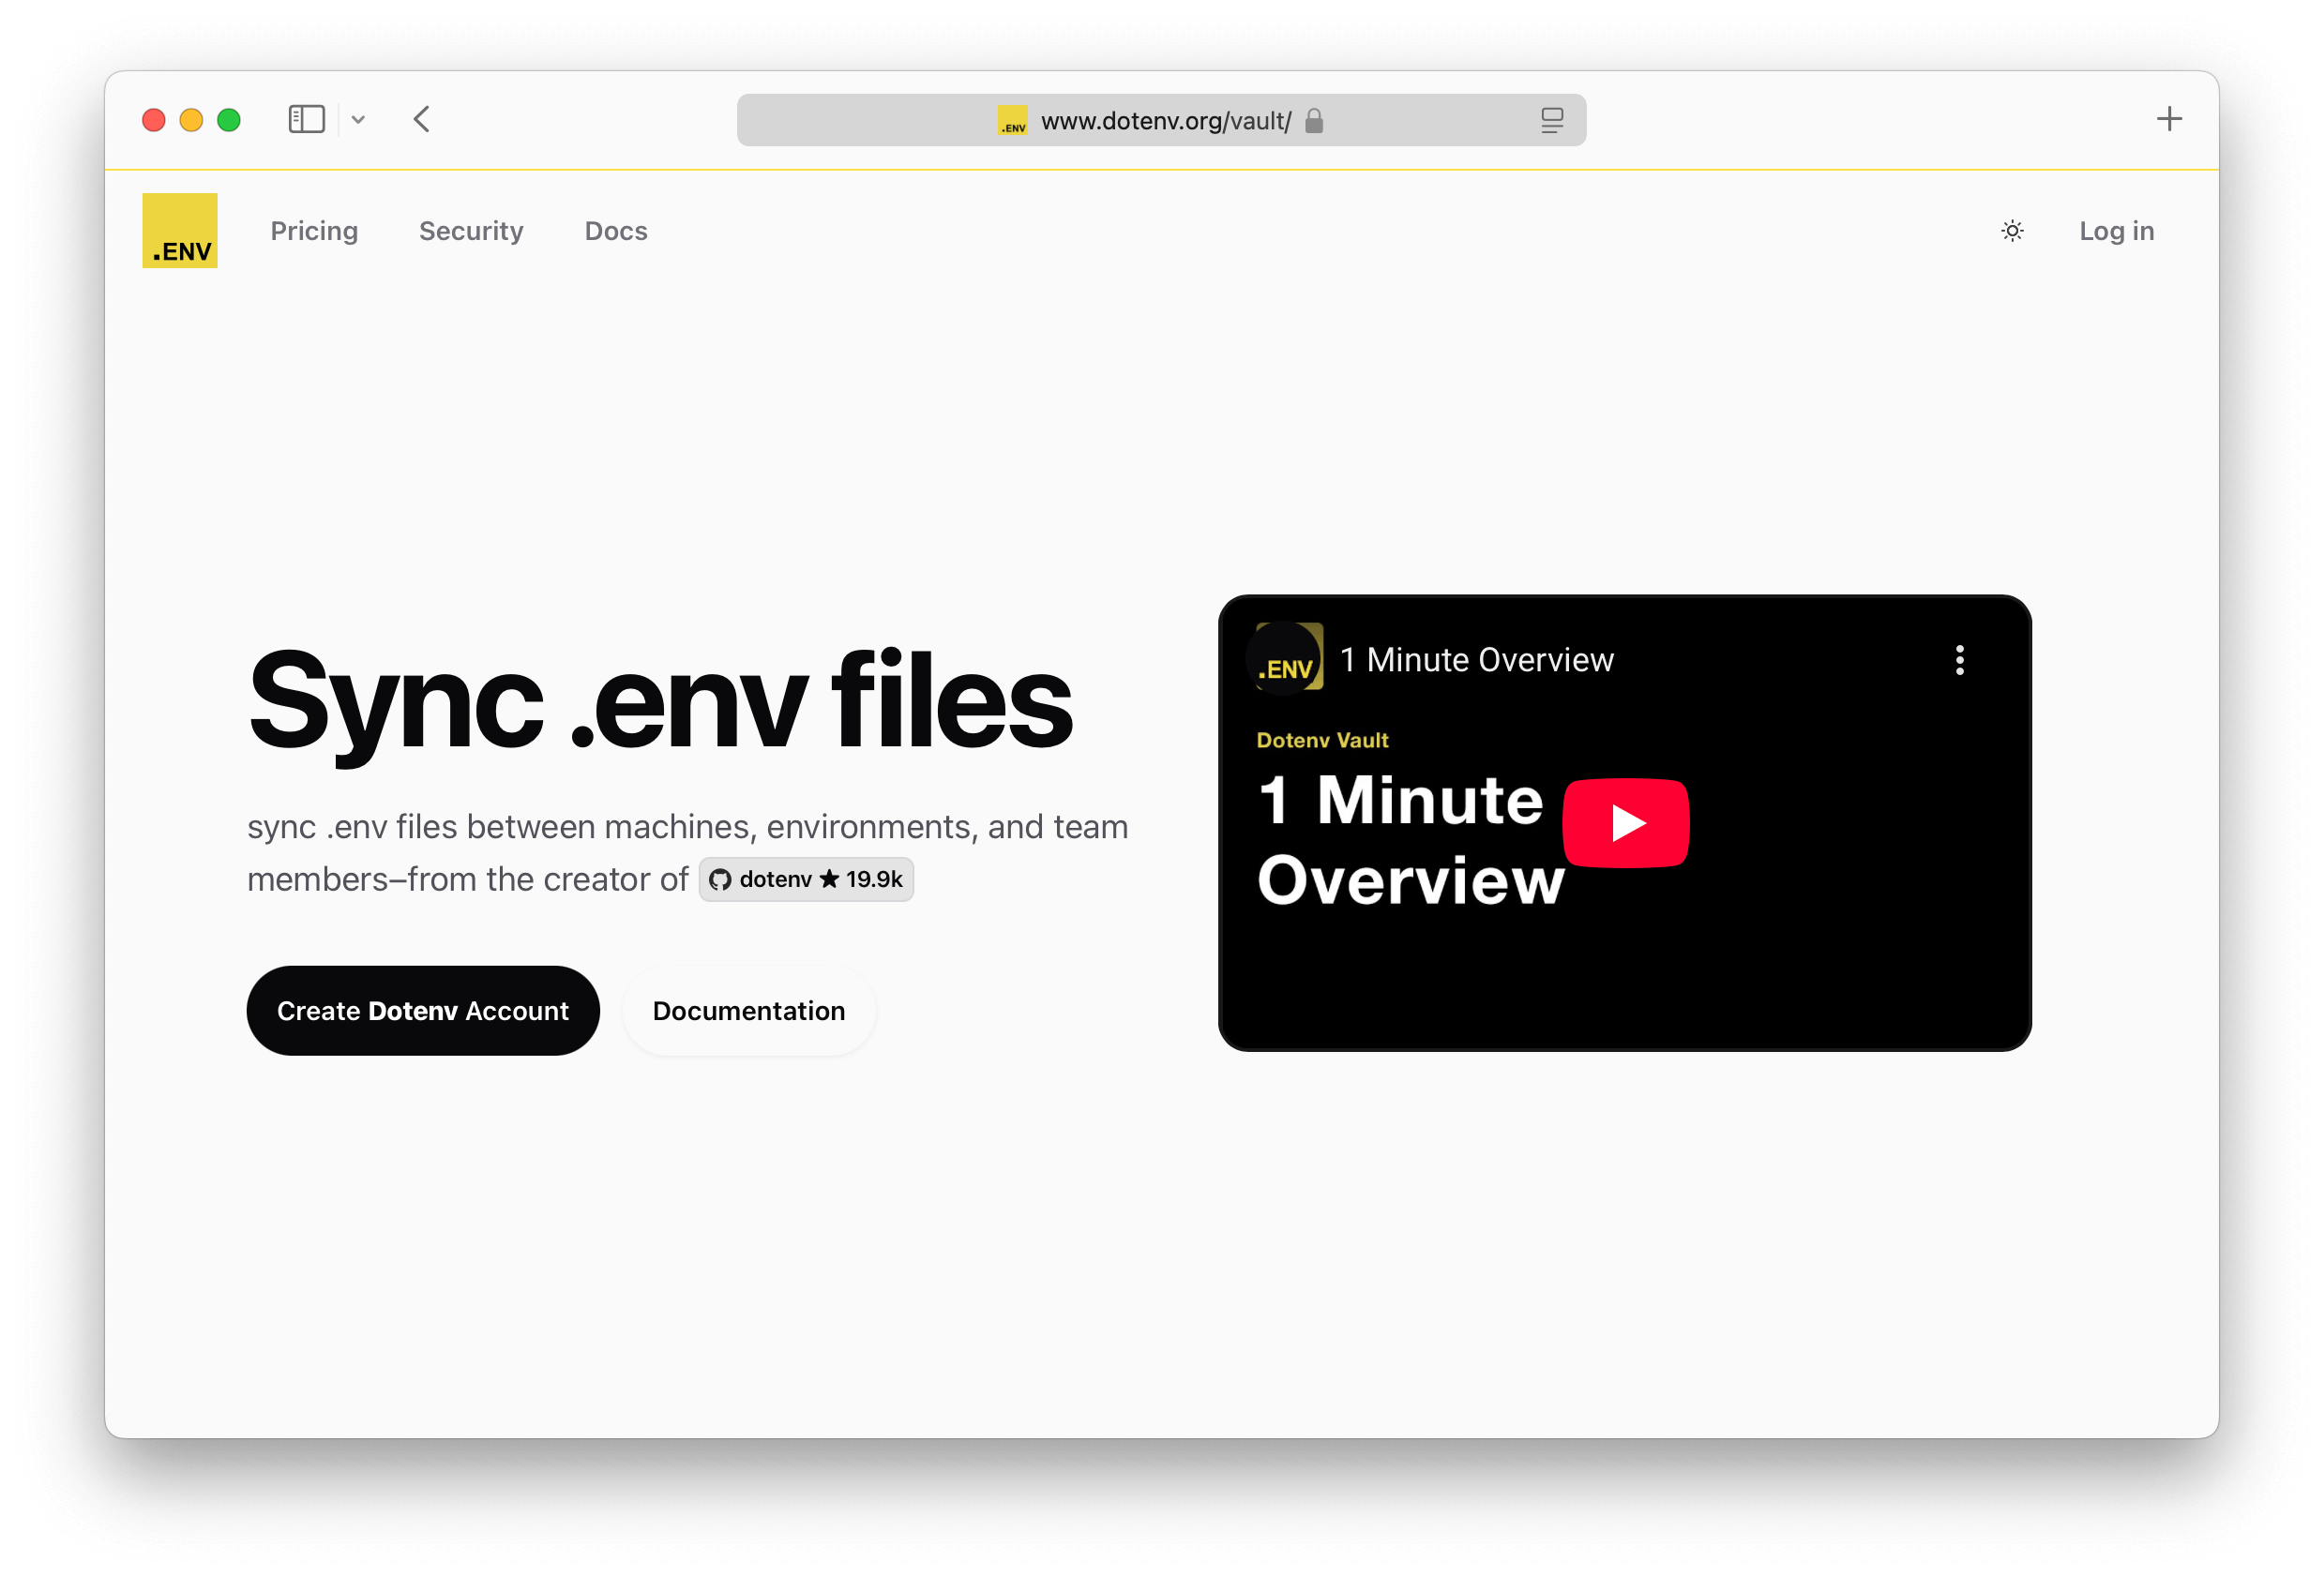 .ENV www.dotenv.org/vault/
.ENV Pricing Security Docs Log in
Sync .env files
sync .env files between machines, environments, and team
members–from the creator of dotenv ★ 19.9k
Create Dotenv Account Documentation
.ENV 1 Minute Overview
Dotenv Vault
1 Minute
Overview